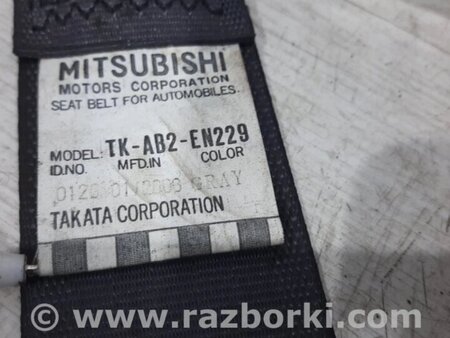 MITSUBISHI
MOTORS CORPORATION
SEAT BELT FOR AUTOMOBILES
MODEL: TK-AB2-EN229
ID.NO. MFD.IN COLOR
GRAY
TAKATA CORPORATION
www.razborki.com